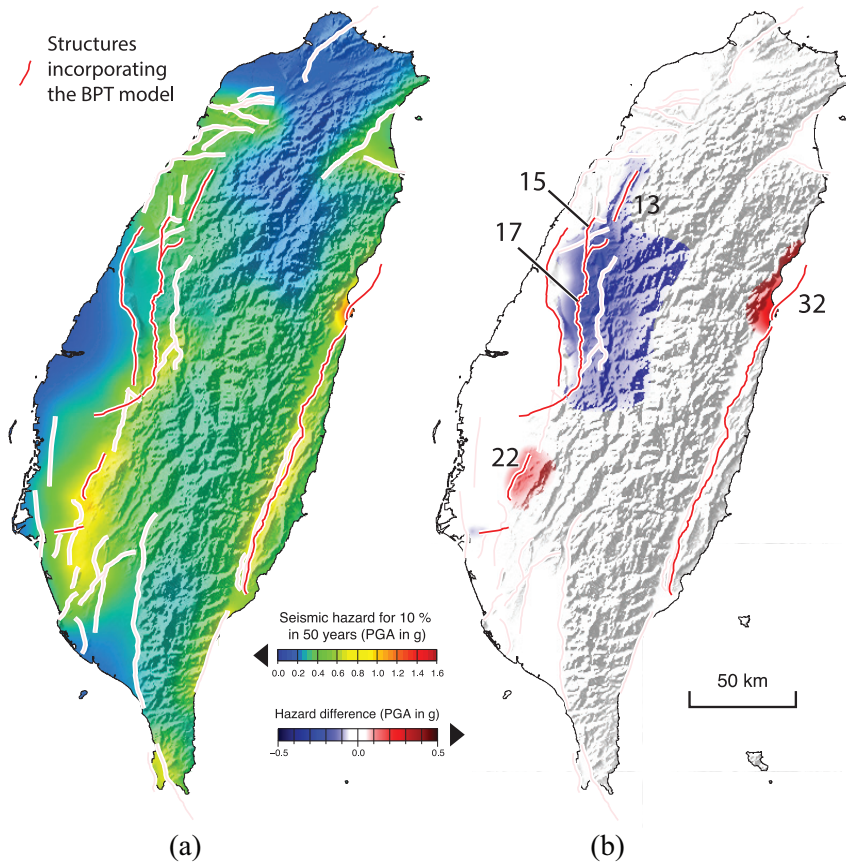 Structures
incorporating
the BPT model
15
13
17
32
22
Seismic hazard for 10 %
in 50 years (PGA in g)
0.0 0.2 0.4 0.6 0.8 1.0 1.2 1.4 1.6
50 km
Hazard difference (PGA in g)
−0.5 0.0 0.5
(a)
(b)